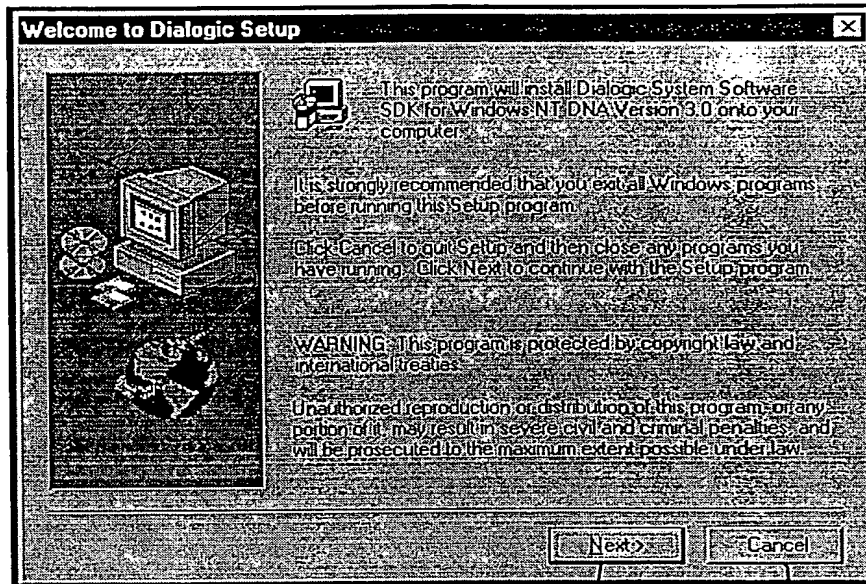 Welcome to Dialogic Setup
This program will install Dialogic System Software
SDK for Windows NT DNA Version 3.0 onto your
computer.
It is strongly recommended that you exit all Windows programs
before running this Setup program.
Click Cancel to quit Setup and then close any programs you
have running. Click Next to continue with the Setup program.
WARNING: This program is protected by copyright law and
international treaties.
Unauthorized reproduction or distribution of this program, or any
portion of it, may result in severe civil and criminal penalties, and
will be prosecuted to the maximum extent possible under law.
Next >
Cancel